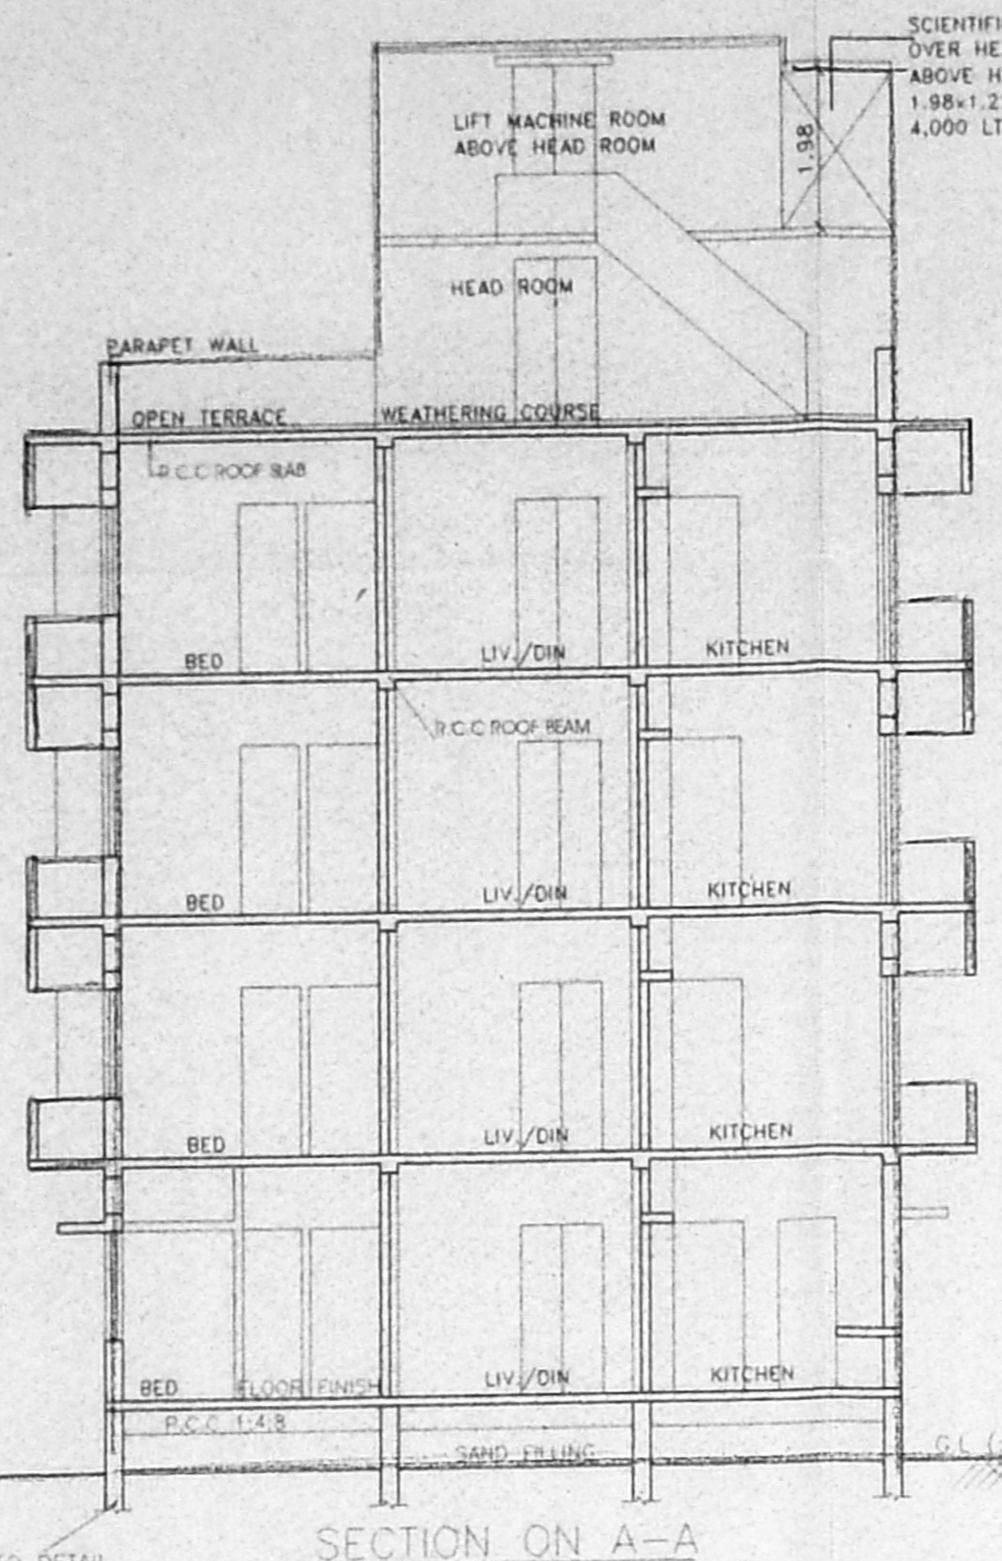 SCIENTIFI
OVER HE
ABOVE H
1.98x1.2
4,000 LT
LIFT MACHINE ROOM
ABOVE HEAD ROOM
1.98
HEAD ROOM
PARAPET WALL
OPEN TERRACE
WEATHERING COURSE
R.C.C ROOF SLAB
BED
LIV./DIN
KITCHEN
R.C.C ROOF BEAM
BED
LIV./DIN
KITCHEN
BED
LIV./DIN
KITCHEN
BED
FLOOR FINISH
LIV./DIN
KITCHEN
P.C.C. 1:4:8
SAND FILLING
G.L
SECTION ON A-A
DETAIL